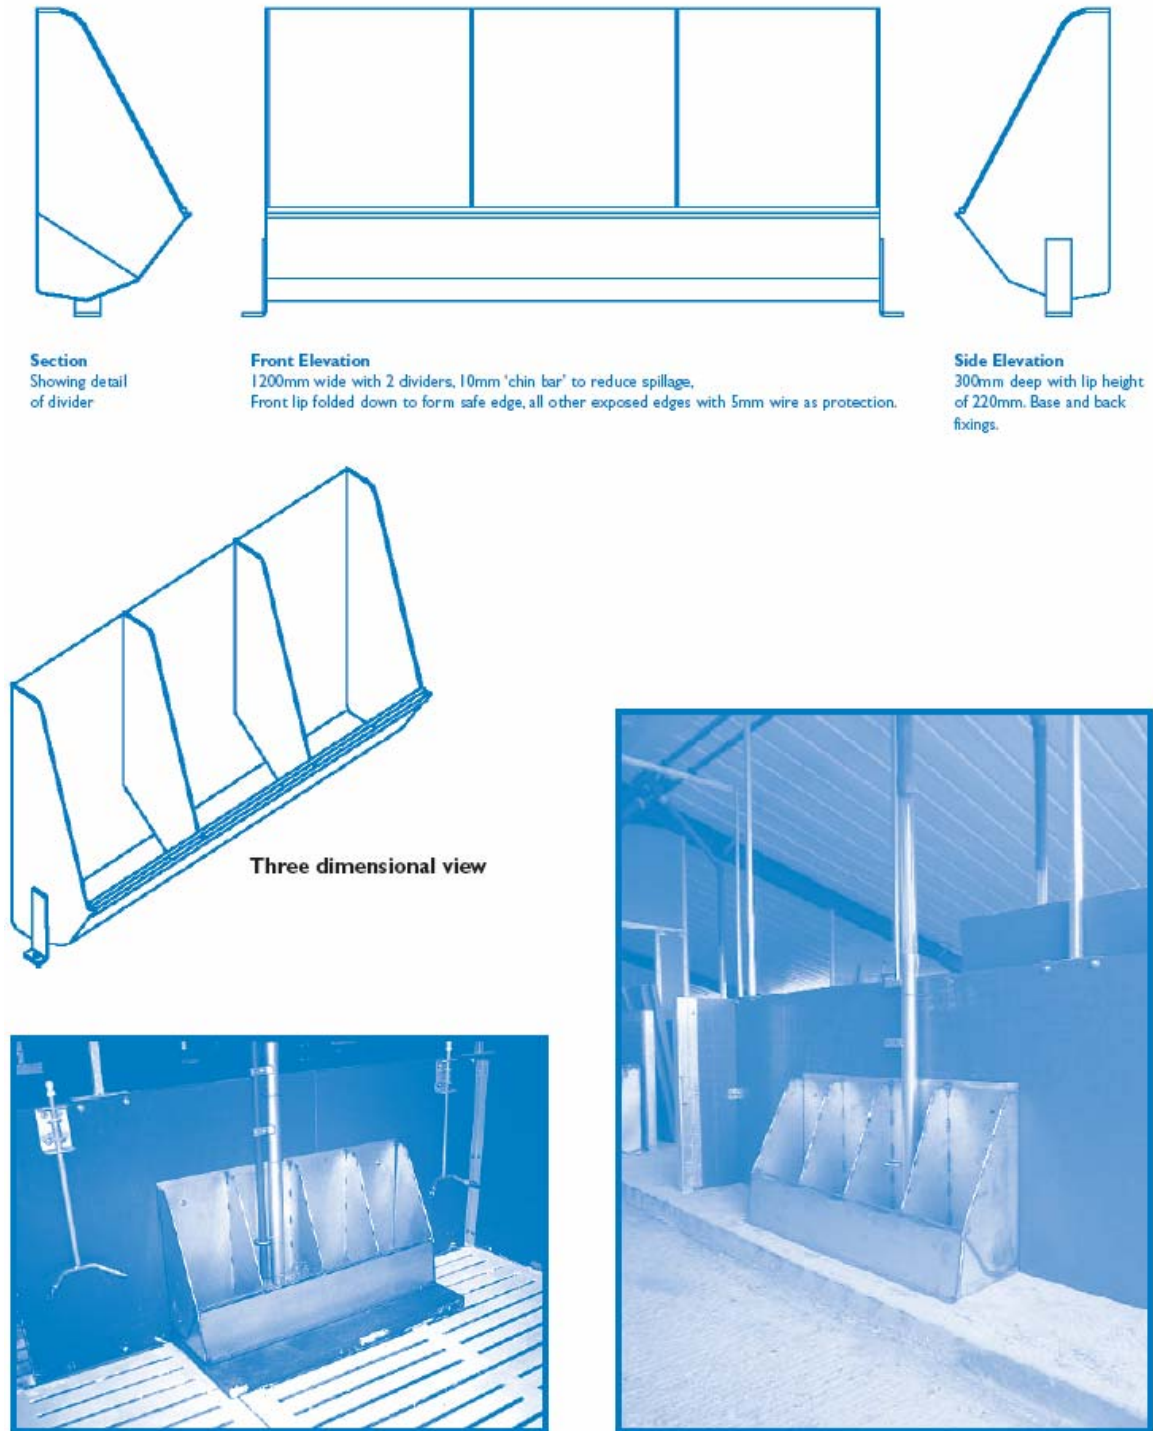 Section
Showing detail
of divider
Front Elevation
1200mm wide with 2 dividers, 10mm ‘chin bar’ to reduce spillage,
Front lip folded down to form safe edge, all other exposed edges with 5mm wire as protection.
Side Elevation
300mm deep with lip height
of 220mm. Base and back
fixings.
Three dimensional view